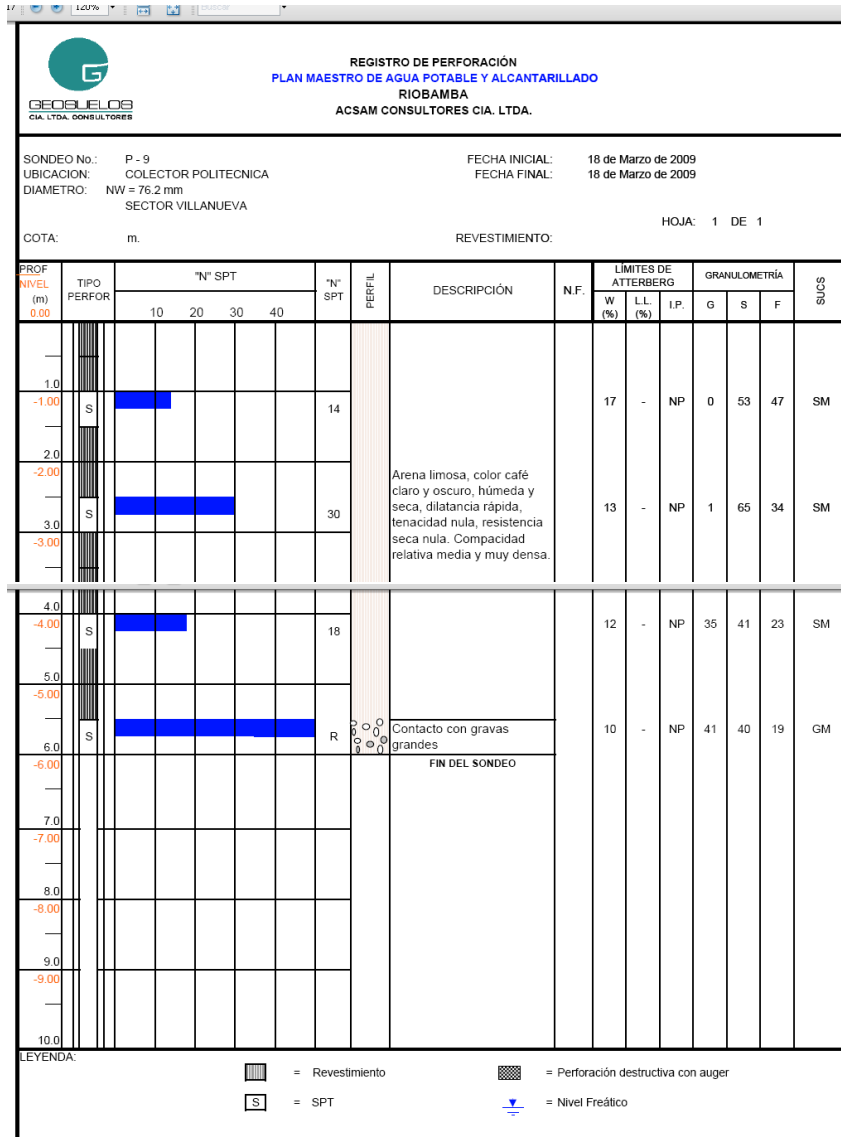 17 120% Buscar
GEOSUELOS
CIA. LTDA. CONSULTORES
REGISTRO DE PERFORACIÓN
PLAN MAESTRO DE AGUA POTABLE Y ALCANTARILLADO
RIOBAMBA
ACSAM CONSULTORES CIA. LTDA.
SONDEO No.: P - 9 FECHA INICIAL: 18 de Marzo de 2009
UBICACION: COLECTOR POLITECNICA FECHA FINAL: 18 de Marzo de 2009
DIAMETRO: NW = 76.2 mm
SECTOR VILLANUEVA
HOJA: 1 DE 1
COTA: m. REVESTIMIENTO:
PROF NIVEL (m) 0.00
TIPO PERFOR
"N" SPT
10 20 30 40
"N" SPT
PERFIL
DESCRIPCIÓN
N.F.
LÍMITES DE ATTERBERG
W (%) L.L. (%) I.P.
GRANULOMETRÍA
G S F
SUCS
1.0
-1.00 S 14 17 - NP 0 53 47 SM
2.0
-2.00
Arena limosa, color café
claro y oscuro, húmeda y
seca, dilatancia rápida,
tenacidad nula, resistencia
seca nula. Compacidad
relativa media y muy densa.
S 30 13 - NP 1 65 34 SM
3.0
-3.00
4.0
-4.00 S 18 12 - NP 35 41 23 SM
5.0
-5.00
Contacto con gravas
grandes
S R 10 - NP 41 40 19 GM
6.0
-6.00 FIN DEL SONDEO
7.0
-7.00
8.0
-8.00
9.0
-9.00
10.0
LEYENDA:
= Revestimiento = Perforación destructiva con auger
S = SPT = Nivel Freático